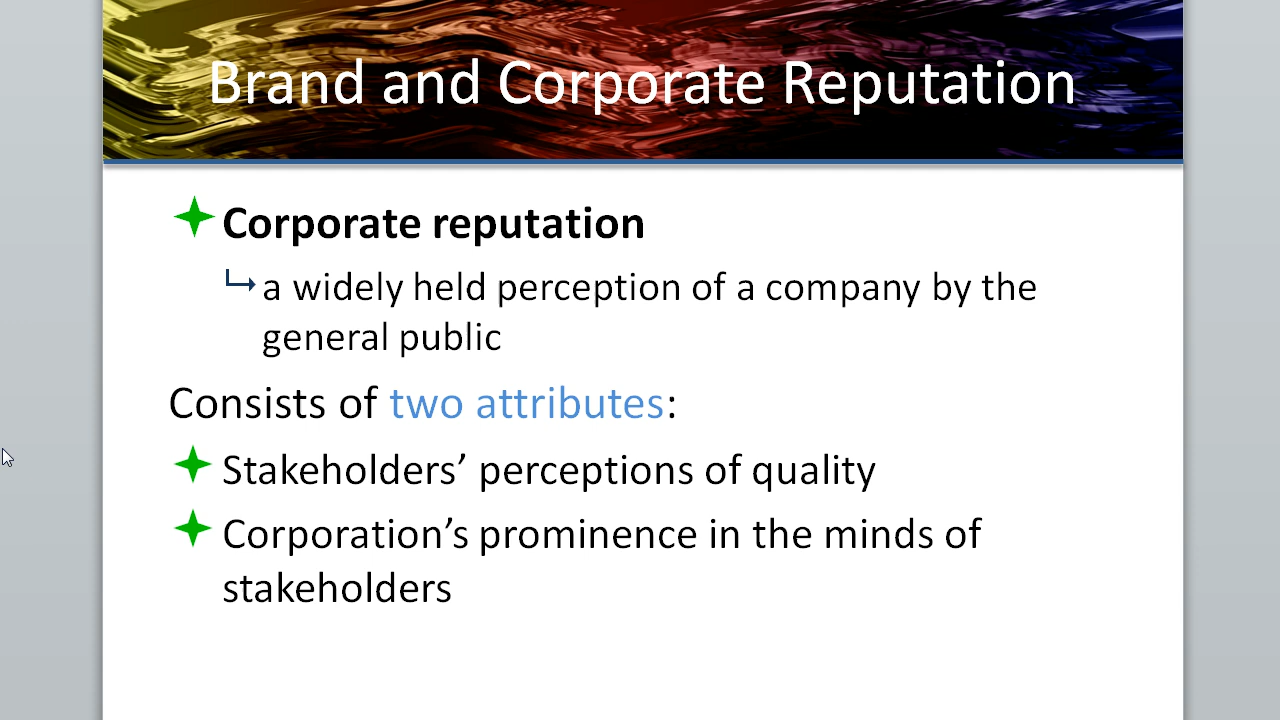 Brand and Corporate Reputation
Corporate reputation
a widely held perception of a company by the
general public
Consists of two attributes:
Stakeholders’ perceptions of quality
Corporation’s prominence in the minds of
stakeholders